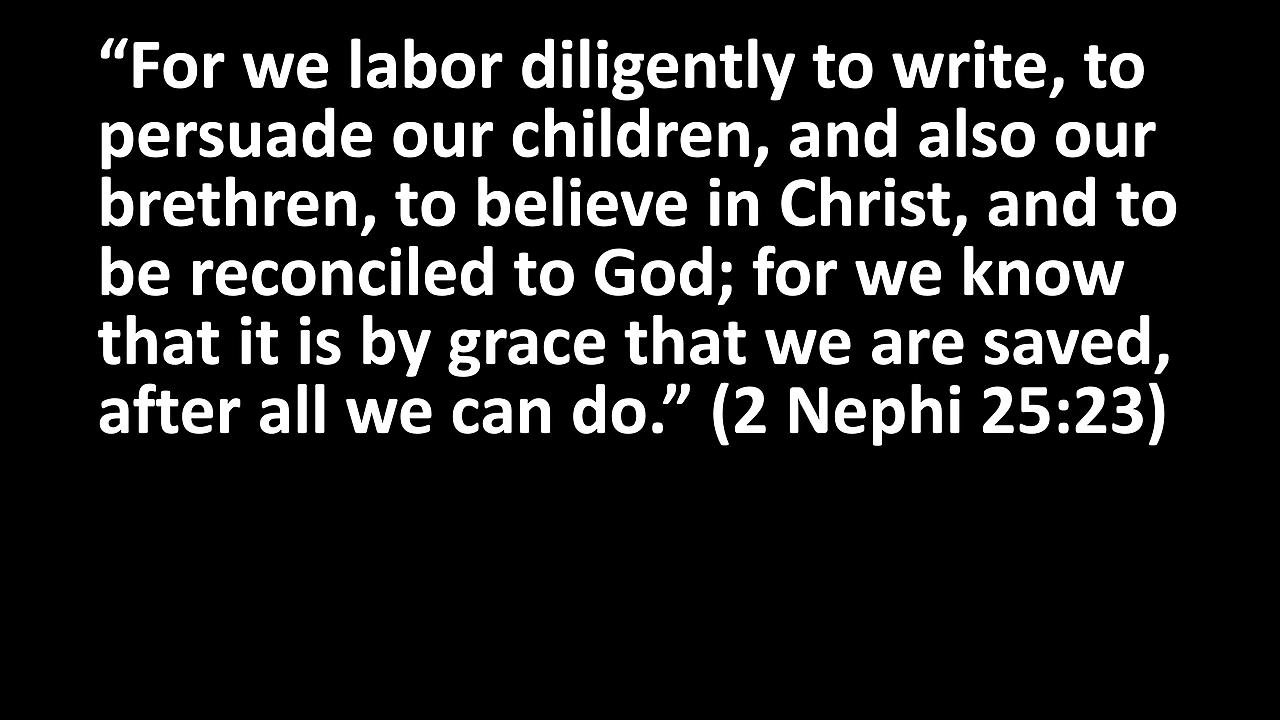 “For we labor diligently to write, to
persuade our children, and also our
brethren, to believe in Christ, and to
be reconciled to God; for we know
that it is by grace that we are saved,
after all we can do.” (2 Nephi 25:23)